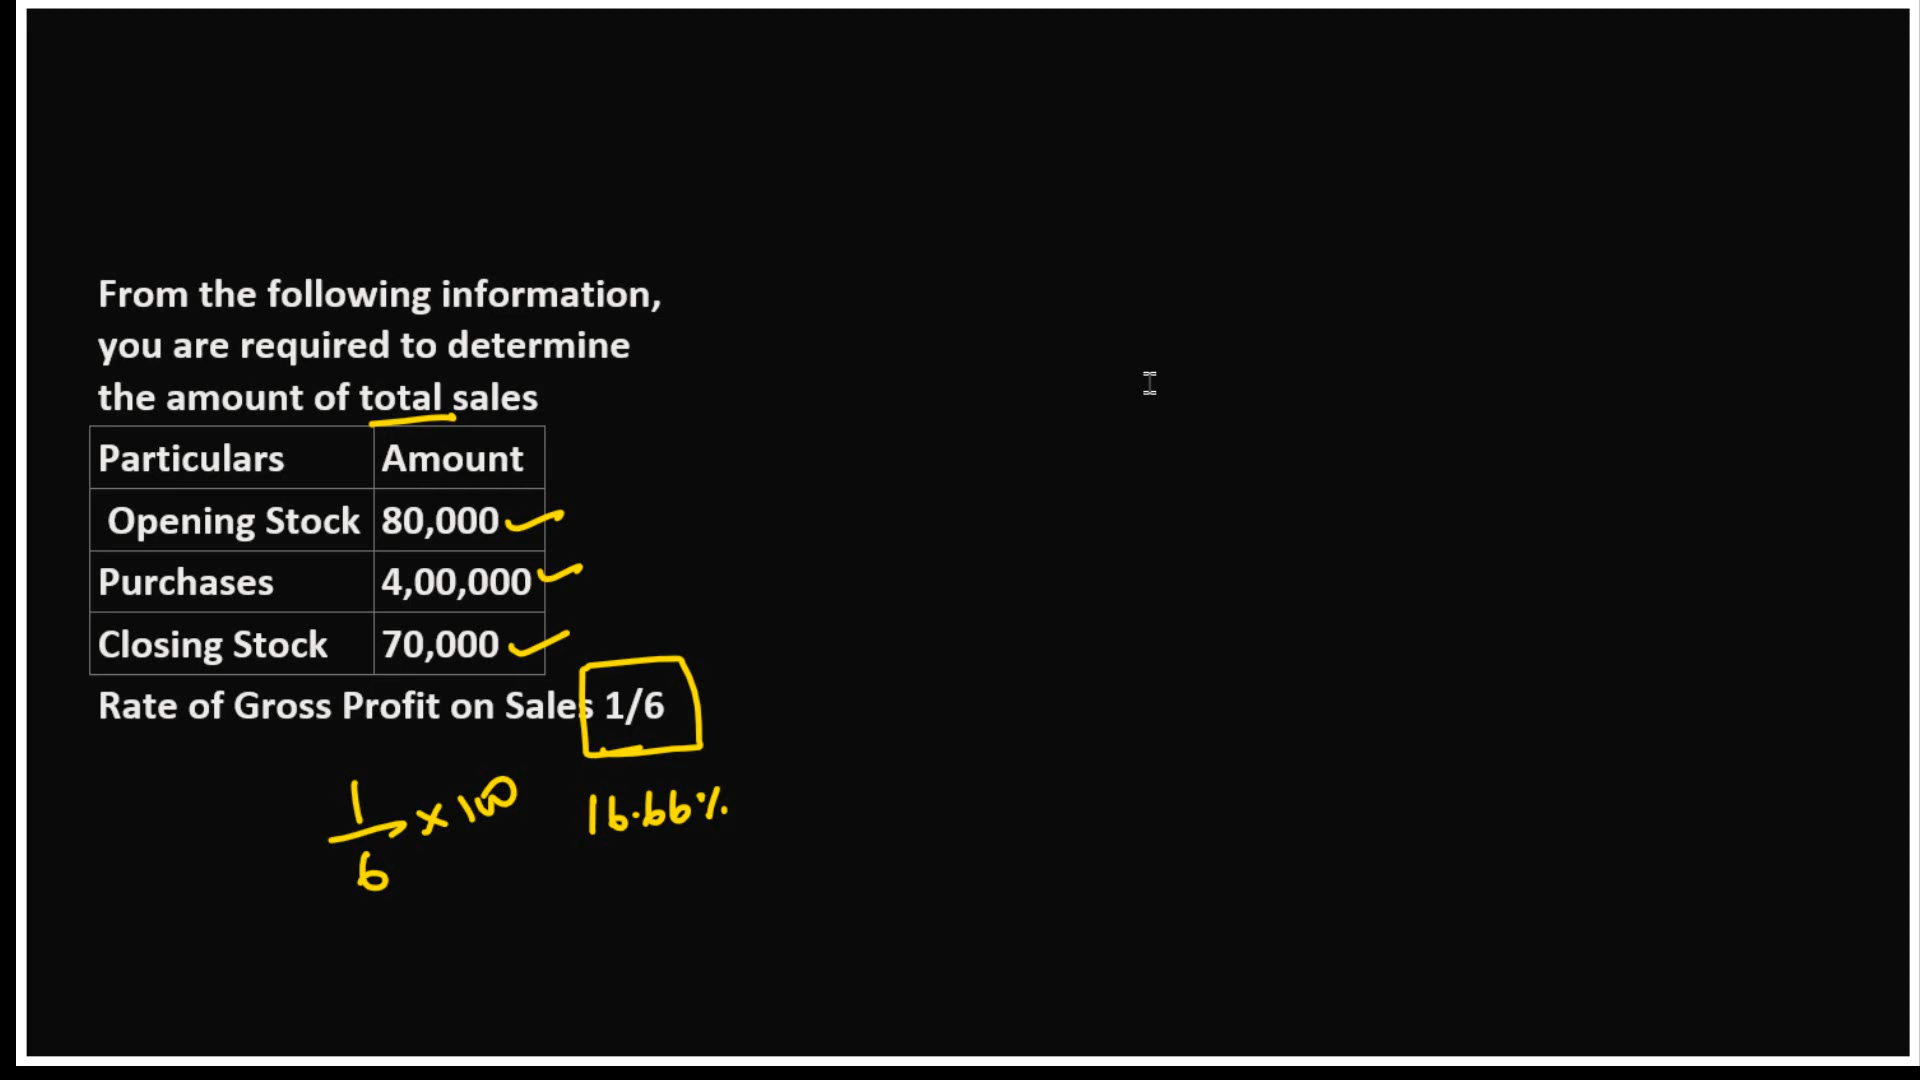 From the following information,
you are required to determine
the amount of total sales
Particulars Amount
Opening Stock 80,000
Purchases 4,00,000
Closing Stock 70,000
Rate of Gross Profit on Sales 1/6
1/6 × 100 16.66%